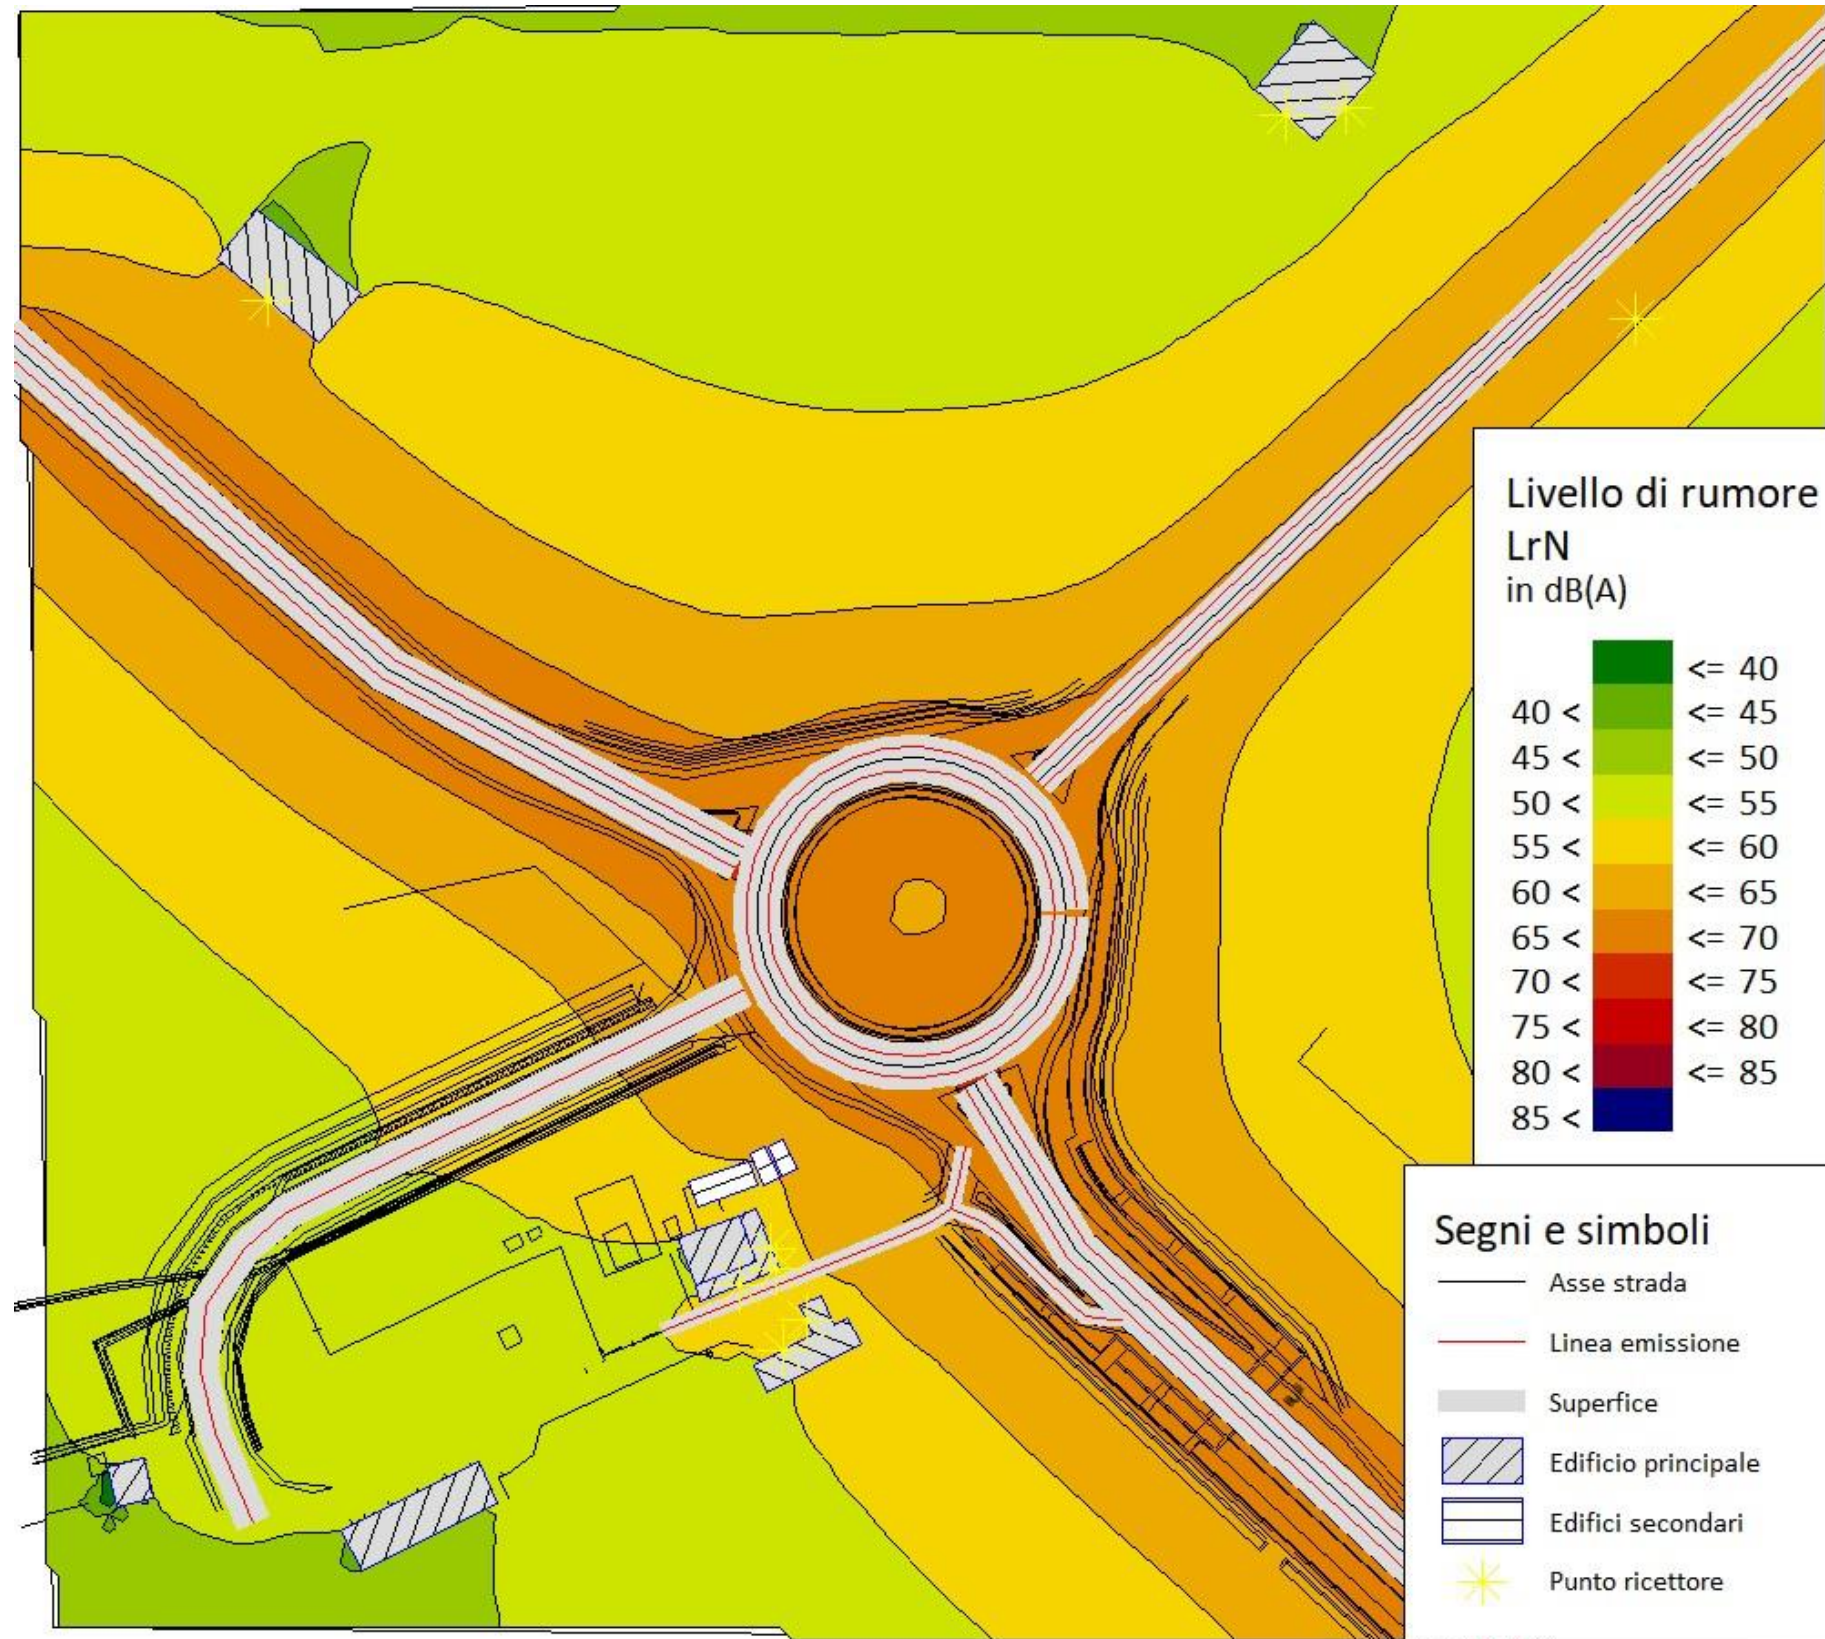 Livello di rumore
LrN
in dB(A)
<= 40
40 < <= 45
45 < <= 50
50 < <= 55
55 < <= 60
60 < <= 65
65 < <= 70
70 < <= 75
75 < <= 80
80 < <= 85
85 <
Segni e simboli
Asse strada
Linea emissione
Superfice
Edificio principale
Edifici secondari
Punto ricettore